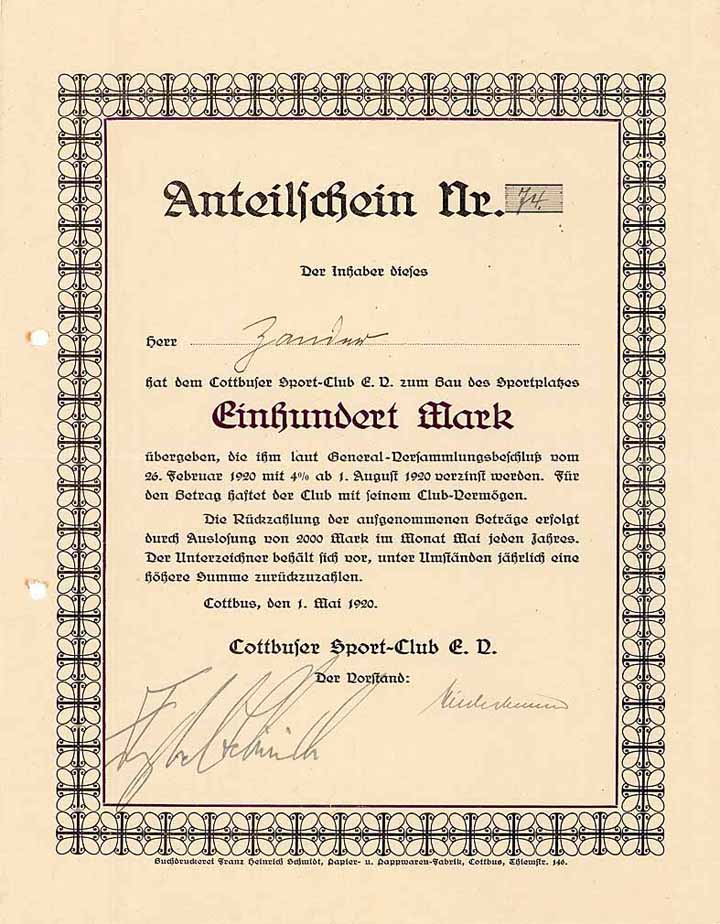 Anteilschein Nr. 74.
Der Inhaber dieses
Herr Zander
hat dem Cottbuser Sport-Club E. V. zum Bau des Sportplatzes
Einhundert Mark
übergeben, die ihm laut General-Versammlungsbeschluß vom
26. Februar 1920 mit 4% ab 1. August 1920 verzinst werden. Für
den Betrag haftet der Club mit seinem Club-Vermögen.
Die Rückzahlung der aufgenommenen Beträge erfolgt
durch Auslosung von 2000 Mark im Monat Mai jeden Jahres.
Der Unterzeichner behält sich vor, unter Umständen jährlich eine
höhere Summe zurückzuzahlen.
Cottbus, den 1. Mai 1920.
Cottbuser Sport-Club E. V.
Der Vorstand:
Buchdruckerei Franz Heinrich Schmidt, Papier- u. Pappwaren-Fabrik, Cottbus, Thiemstr. 146.